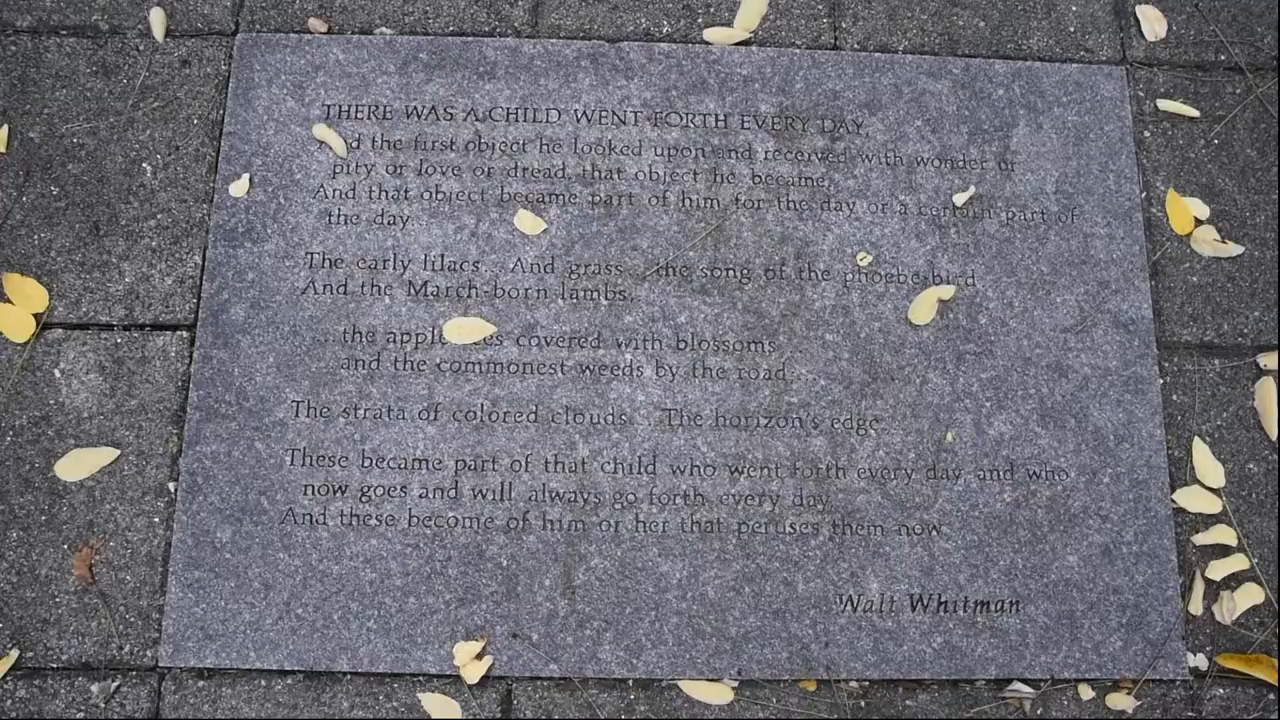 THERE WAS A CHILD WENT FORTH EVERY DAY,
And the first object he looked upon and received with wonder or
pity or love or dread, that object he became,
And that object became part of him for the day or a certain part of
the day...
The early lilacs... And grass... the song of the phoebe-bird
And the March-born lambs,
...the apple covered with blossoms...
and the commonest weeds by the road....
The strata of colored clouds... The horizon's edge...
These became part of that child who went forth every day, and who
now goes and will always go forth every day,
And these become of him or her that peruses them now
Walt Whitman